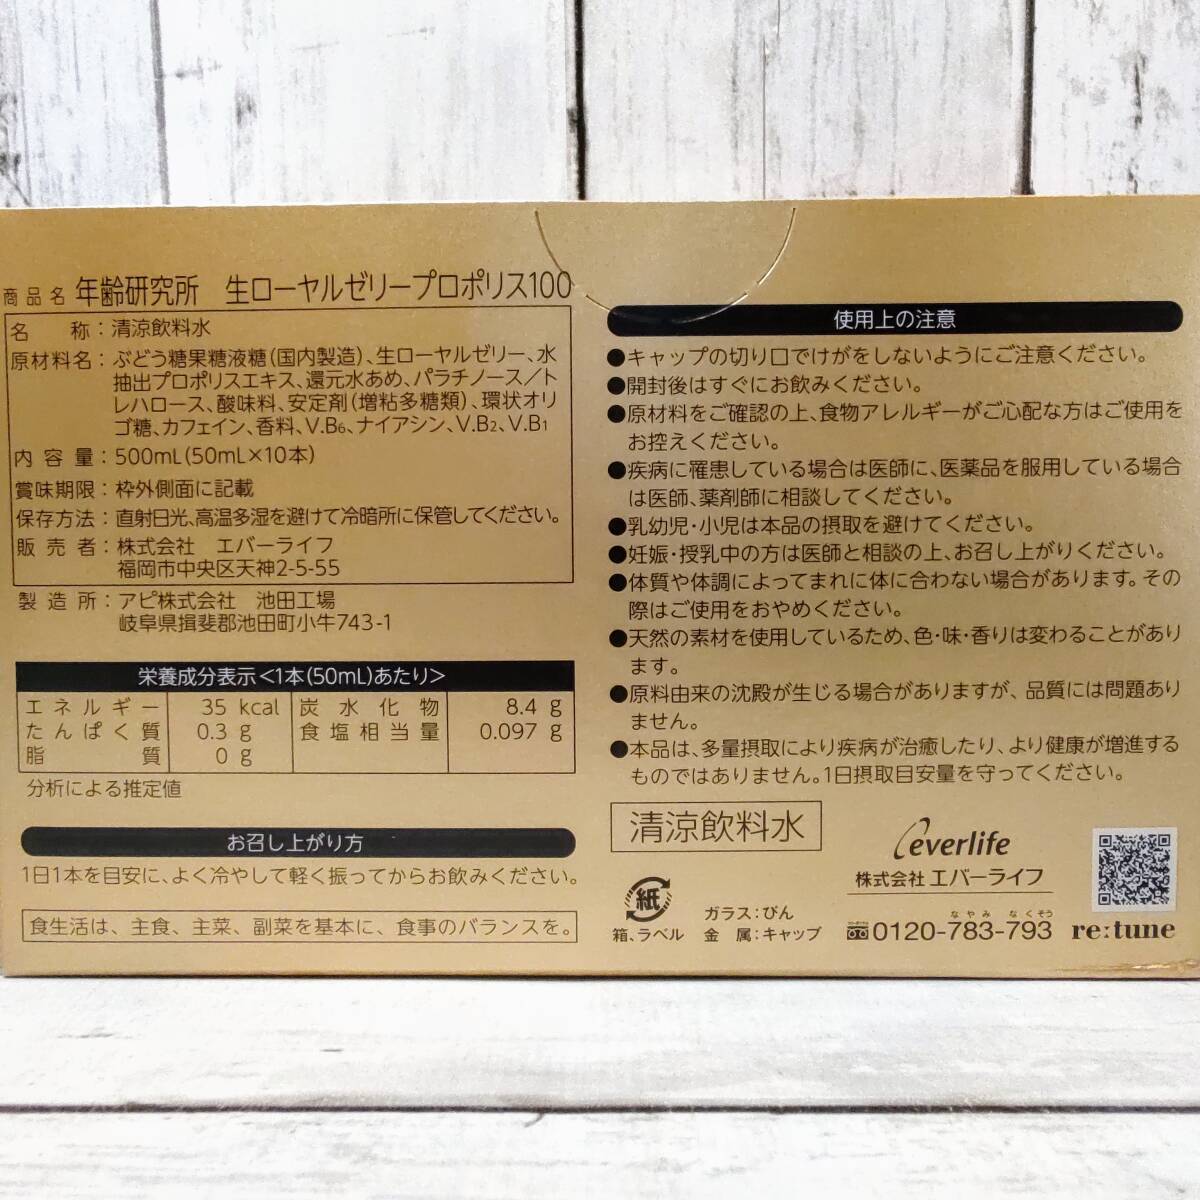 商品名 年齢研究所 生ローヤルゼリープロポリス100
名称：清涼飲料水
原材料名：ぶどう糖果糖液糖(国内製造)、生ローヤルゼリー、水
抽出プロポリスエキス、還元水あめ、パラチノース／ト
レハロース、酸味料、安定剤(増粘多糖類)、環状オリ
ゴ糖、カフェイン、香料、V.B6、ナイアシン、V.B2、V.B1
内容量：500mL(50mL×10本)
賞味期限：枠外側面に記載
保存方法：直射日光、高温多湿を避けて冷暗所に保管してください。
販売者：株式会社 エバーライフ
福岡市中央区天神2-5-55
製造所：アピ株式会社 池田工場
岐阜県揖斐郡池田町小牛743-1
栄養成分表示<1本(50mL)あたり>
エネルギー 35 kcal 炭水化物 8.4 g
たんぱく質 0.3 g 食塩相当量 0.097 g
脂質 0 g
分析による推定値
お召し上がり方
1日1本を目安に、よく冷やして軽く振ってからお飲みください。
食生活は、主食、主菜、副菜を基本に、食事のバランスを。
使用上の注意
●キャップの切り口でけがをしないようにご注意ください。
●開封後はすぐにお飲みください。
●原材料をご確認の上、食物アレルギーがご心配な方はご使用を
お控えください。
●疾病に罹患している場合は医師に、医薬品を服用している場合
は医師、薬剤師に相談してください。
●乳幼児・小児は本品の摂取を避けてください。
●妊娠・授乳中の方は医師と相談の上、お召し上がりください。
●体質や体調によってまれに体に合わない場合があります。その
際はご使用をおやめください。
●天然の素材を使用しているため、色・味・香りは変わることがあり
ます。
●原料由来の沈殿が生じる場合がありますが、品質には問題あり
ません。
●本品は、多量摂取により疾病が治癒したり、より健康が増進する
ものではありません。1日摂取目安量を守ってください。
清涼飲料水
everlife
株式会社 エバーライフ
紙
箱、ラベル
ガラス：びん
金属：キャップ
なやみ なくそう
0120-783-793
re:tune